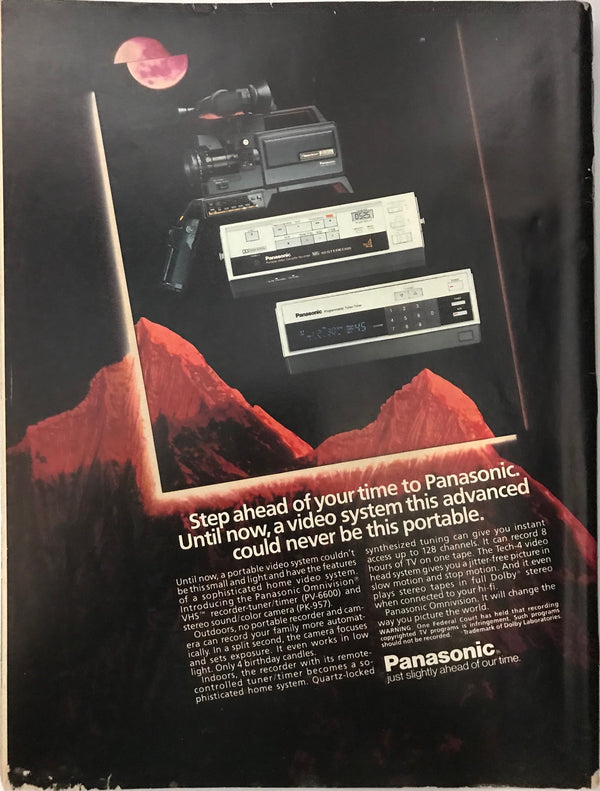 Panasonic
Panasonic
VHS
Panasonic Programmable Tuner/Timer
Step ahead of your time to Panasonic.
Until now, a video system this advanced
could never be this portable.
Until now, a portable video system couldn't
be this small and light and have the features
of a sophisticated home video system.
Introducing the Panasonic Omnivision®
VHS™ recorder-tuner/timer (PV-6600) and
stereo sound/color camera (PK-957).
Outdoors, no portable recorder and cam-
era can record your family more automat-
ically. In a split second, the camera focuses
and sets exposure. It even works in low
light. Only 4 birthday candles.
Indoors, the recorder with its remote-
controlled tuner/timer becomes a so-
phisticated home system. Quartz-locked
synthesized tuning can give you instant
access up to 128 channels. It can record 8
hours of TV on one tape. The Tech-4 video
head system gives you a jitter-free picture in
slow motion and stop motion. And it even
plays stereo tapes in full Dolby* stereo
when connected to your hi-fi.
Panasonic Omnivision. It will change the
way you picture the world.
WARNING: One Federal Court has held that recording
copyrighted TV programs is infringement. Such programs
should not be recorded. *Trademark of Dolby Laboratories.
Panasonic®
just slightly ahead of our time.